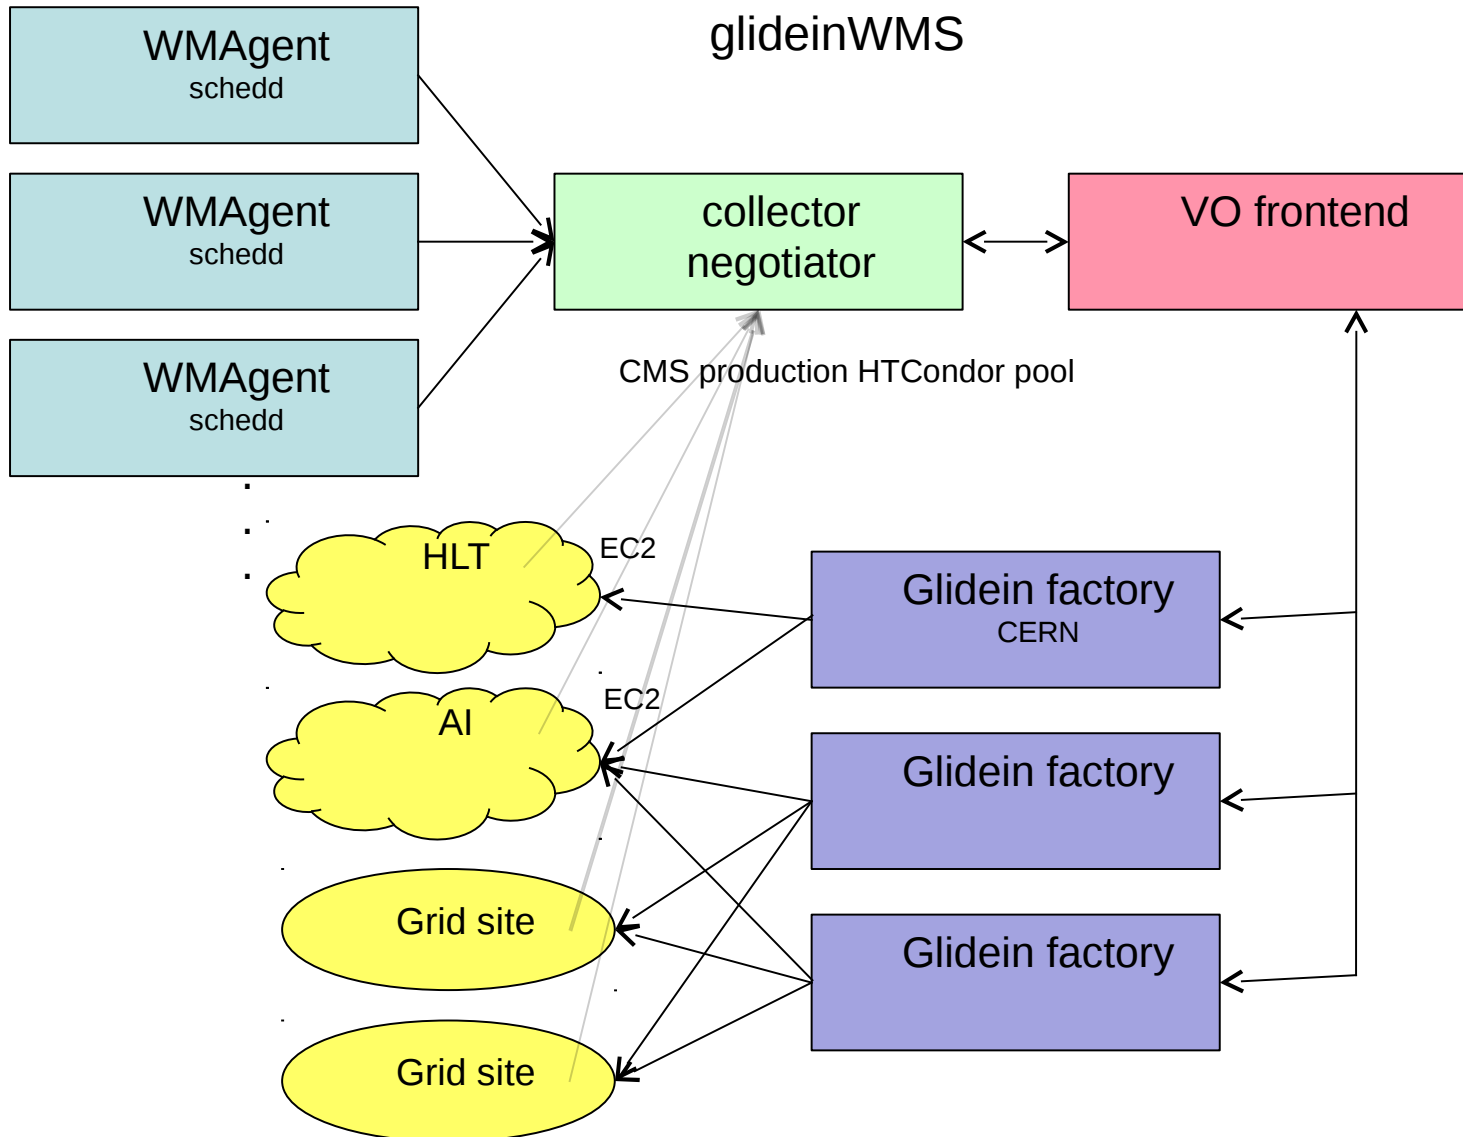 glideinWMS
WMAgent
schedd
WMAgent
schedd
WMAgent
schedd
.
.
.
collector
negotiator
VO frontend
CMS production HTCondor pool
HLT
EC2
AI
EC2
Grid site
Grid site
Glidein factory
CERN
Glidein factory
Glidein factory